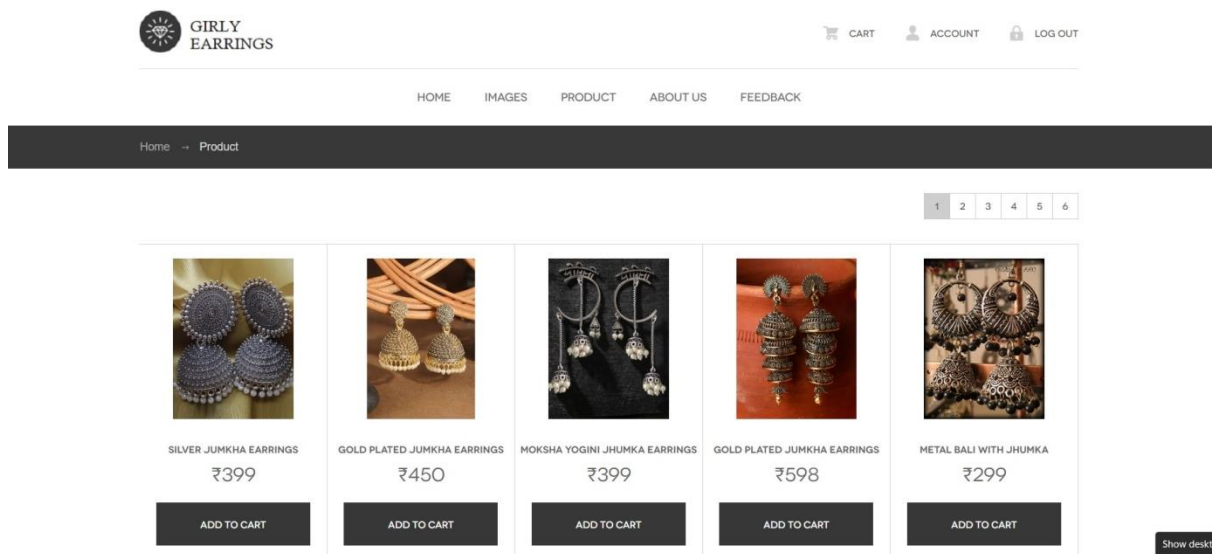 GIRLY
EARRINGS
CART ACCOUNT LOG OUT
HOME IMAGES PRODUCT ABOUT US FEEDBACK
Home → Product
1 2 3 4 5 6
SILVER JUMKHA EARRINGS GOLD PLATED JUMKHA EARRINGS MOKSHA YOGINI JHUMKA EARRINGS GOLD PLATED JUMKHA EARRINGS METAL BALI WITH JHUMKA
₹399 ₹450 ₹399 ₹598 ₹299
ADD TO CART ADD TO CART ADD TO CART ADD TO CART ADD TO CART
Show deskt